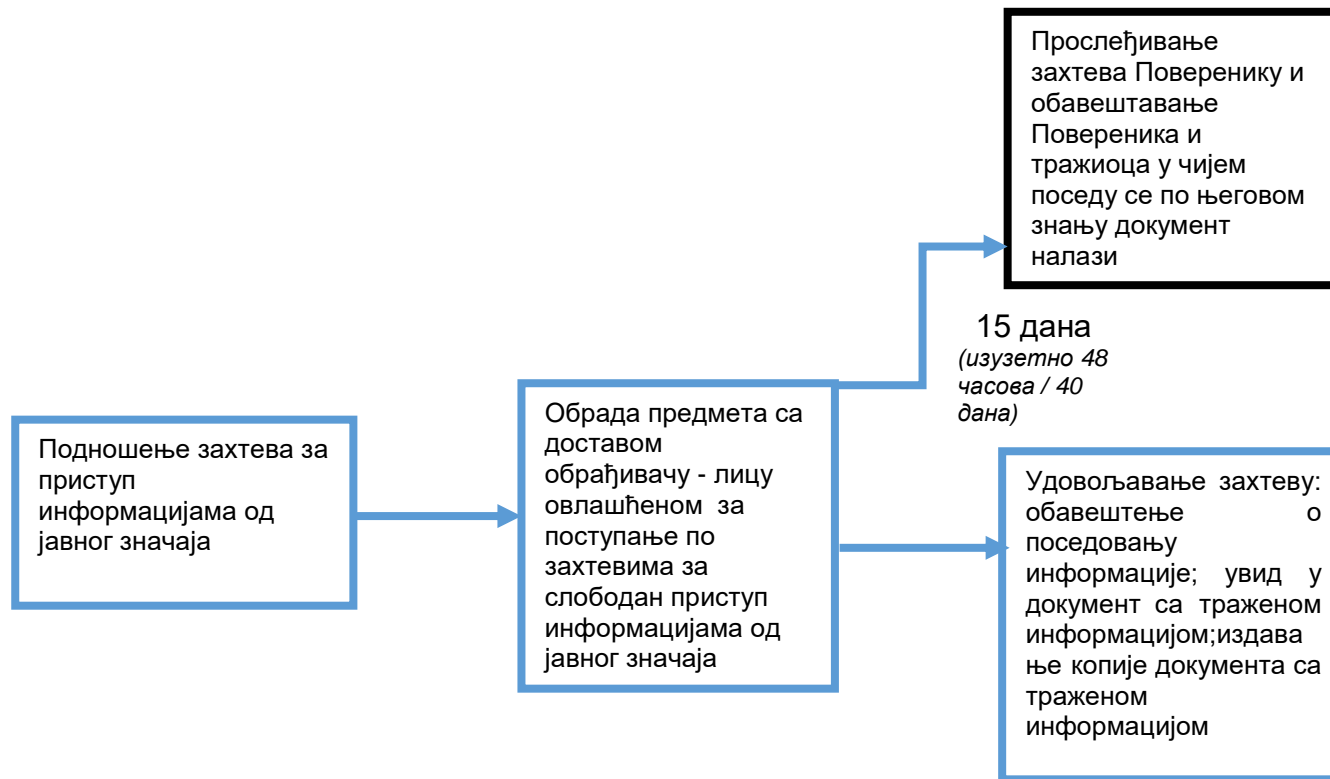 Подношење захтева за
приступ
информацијама од
јавног значаја
Обрада предмета са
доставом
обрађивачу - лицу
овлашћеном за
поступање по
захтевима за
слободан приступ
информацијама од
јавног значаја
Прослеђивање
захтева Поверенику и
обавештавање
Повереника и
тражиоца у чијем
поседу се по његовом
знању документ
налази
15 дана
(изузетно 48
часова / 40
дана)
Удовољавање захтеву:
обавештење о
поседовању
информације; увид у
документ са траженом
информацијом;издава
ње копије документа са
траженом
информацијом